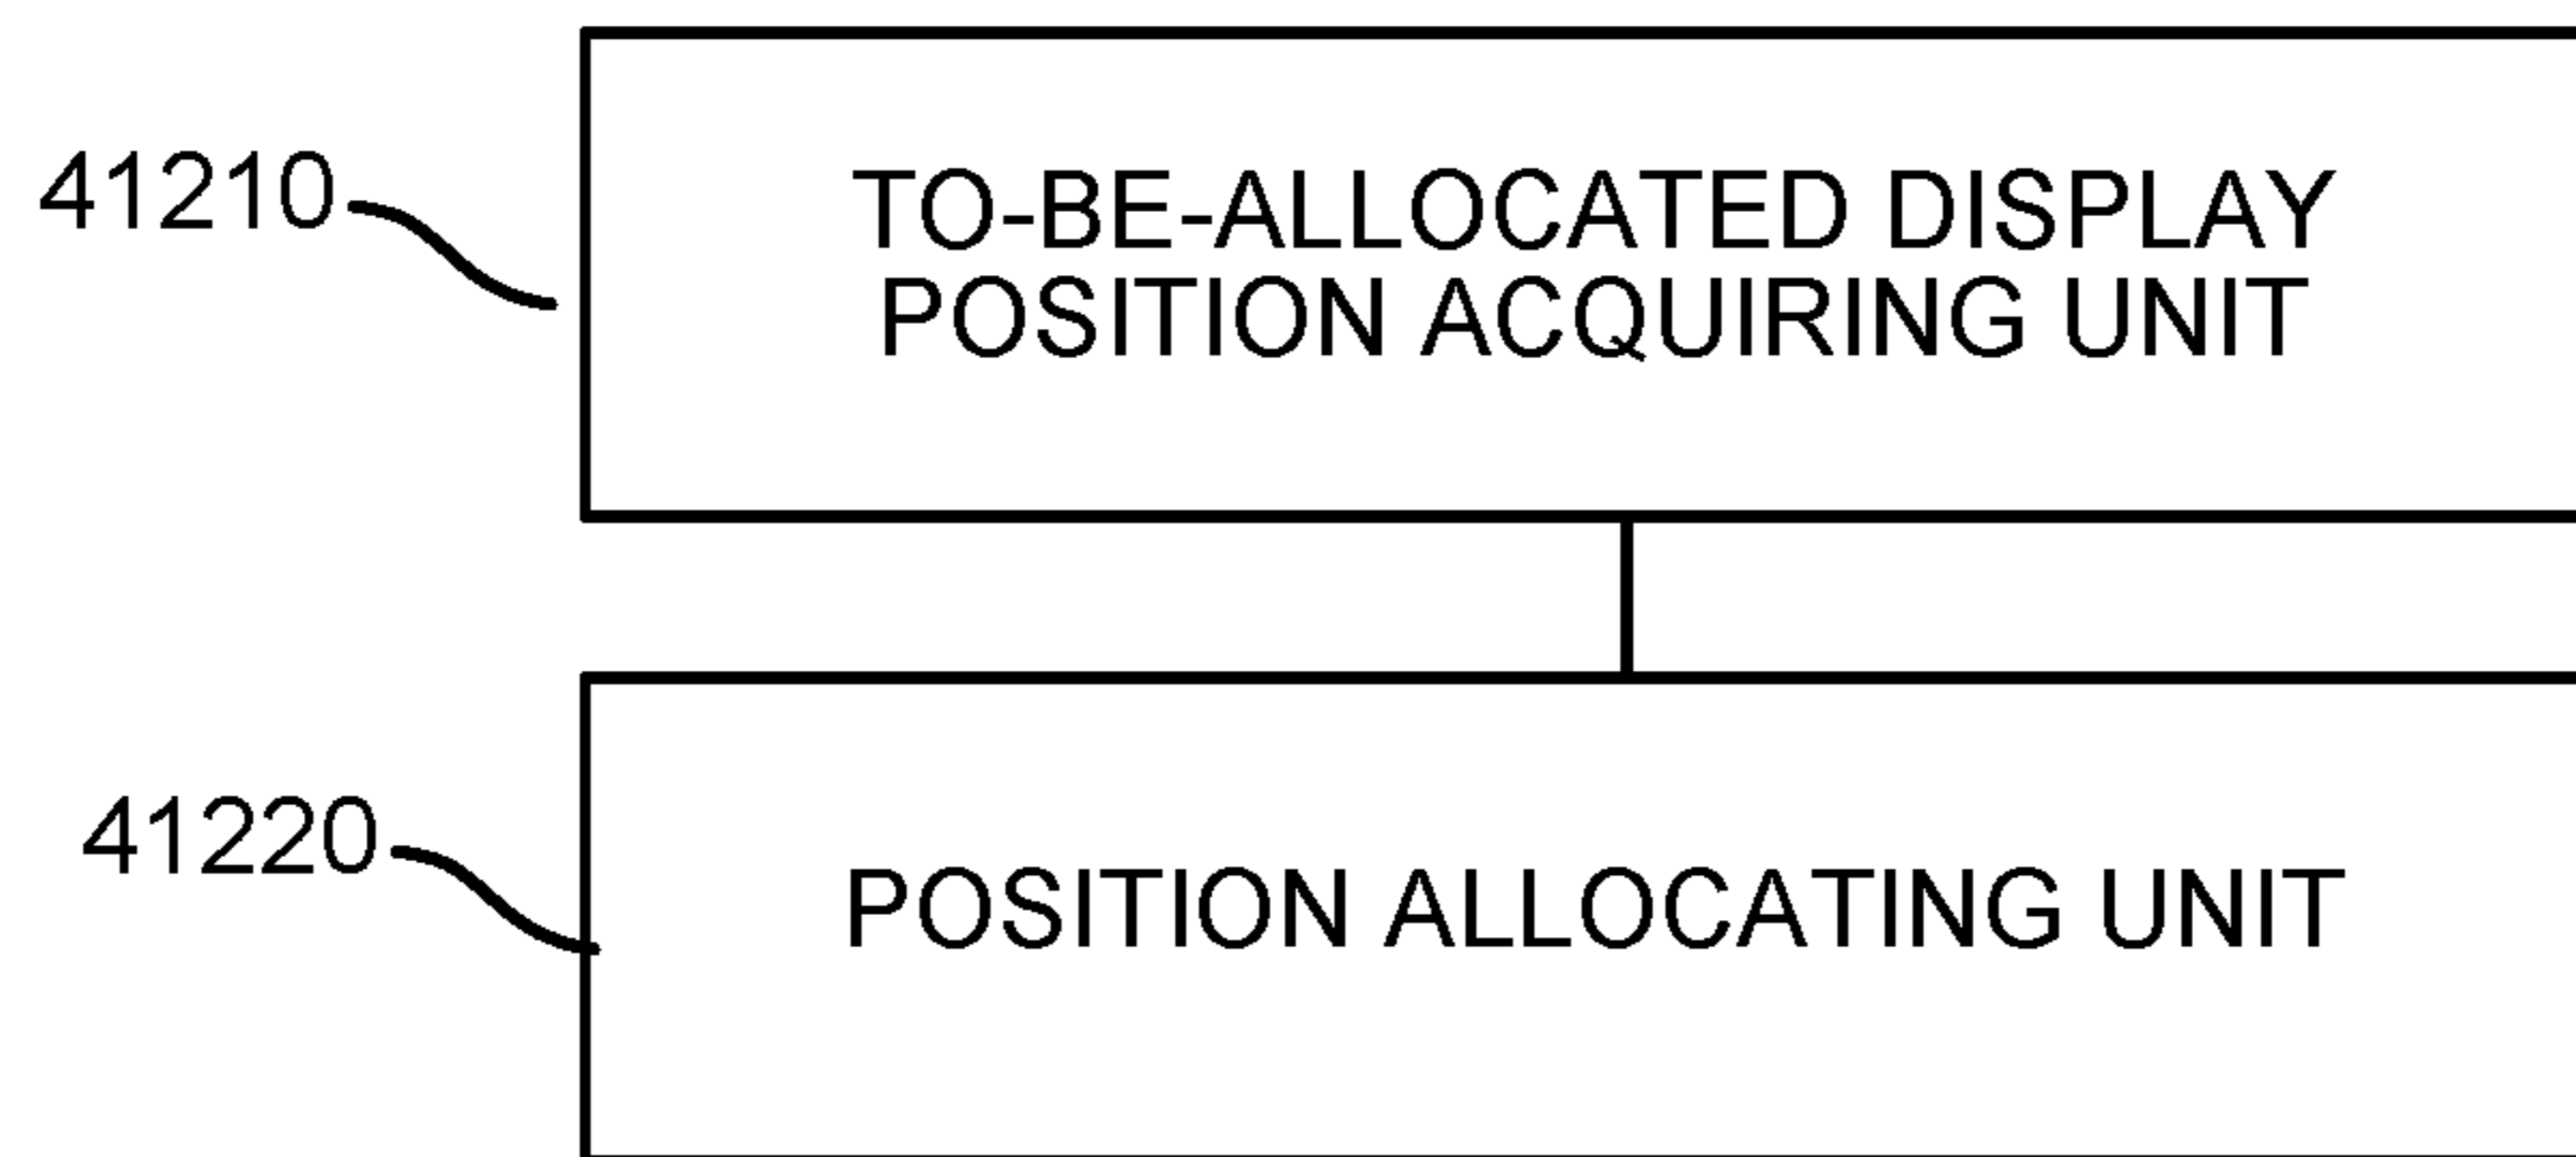 41210
TO-BE-ALLOCATED DISPLAY
POSITION ACQUIRING UNIT
41220
POSITION ALLOCATING UNIT